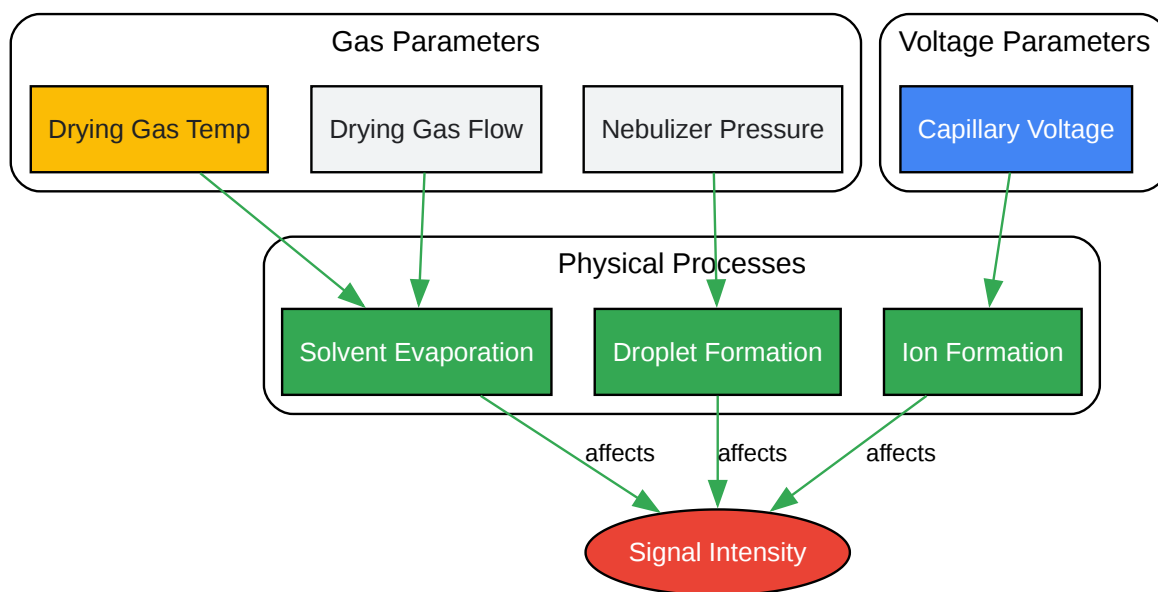 Gas Parameters
Voltage Parameters
Drying Gas Temp
Drying Gas Flow
Nebulizer Pressure
Capillary Voltage
Physical Processes
Solvent Evaporation
Droplet Formation
Ion Formation
affects
affects
affects
Signal Intensity